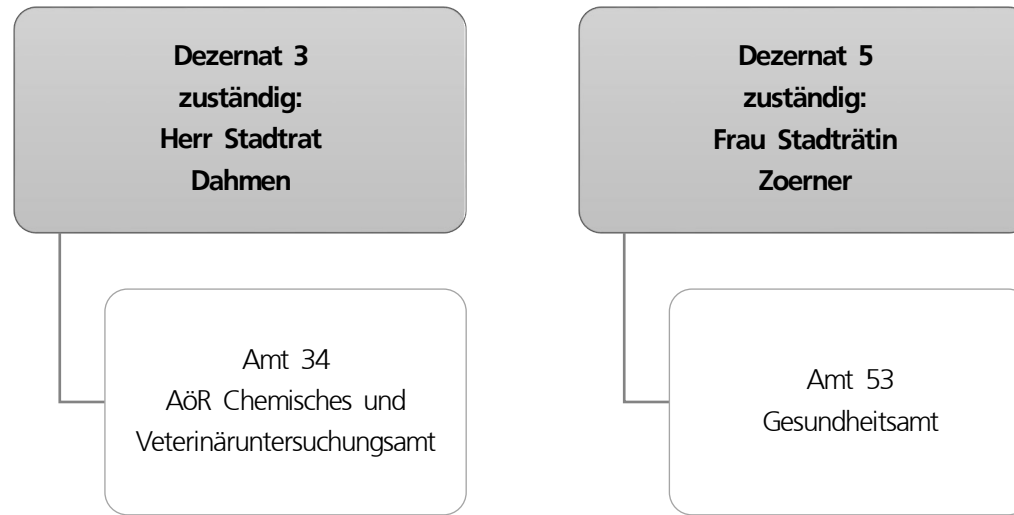 Dezernat 3
zuständig:
Herr Stadtrat
Dahmen
Amt 34
AöR Chemisches und
Veterinäruntersuchungsamt
Dezernat 5
zuständig:
Frau Stadträtin
Zoerner
Amt 53
Gesundheitsamt